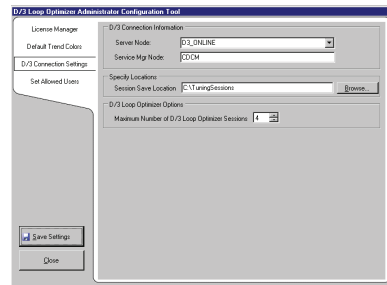 D/3 Loop Optimizer Administrator Configuration Tool
License Manager
Default Trend Colors
D/3 Connection Settings
Set Allowed Users
D/3 Connection Information
Server Node: D3_ONLINE
Service Mgr Node: CDCM
Specify Locations
Session Save Location C:\TuningSessions Browse...
D/3 Loop Optimizer Options
Maximum Number of D/3 Loop Optimizer Sessions 4
Save Settings
Close